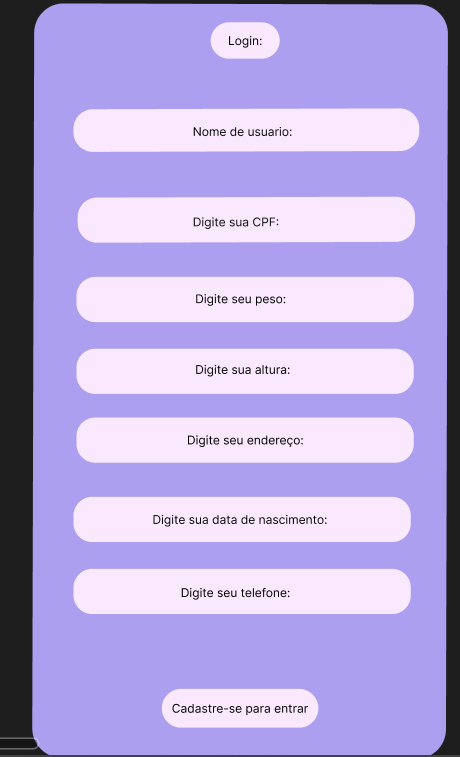 Login:
Nome de usuario:
Digite sua CPF:
Digite seu peso:
Digite sua altura:
Digite seu endereço:
Digite sua data de nascimento:
Digite seu telefone:
Cadastre-se para entrar